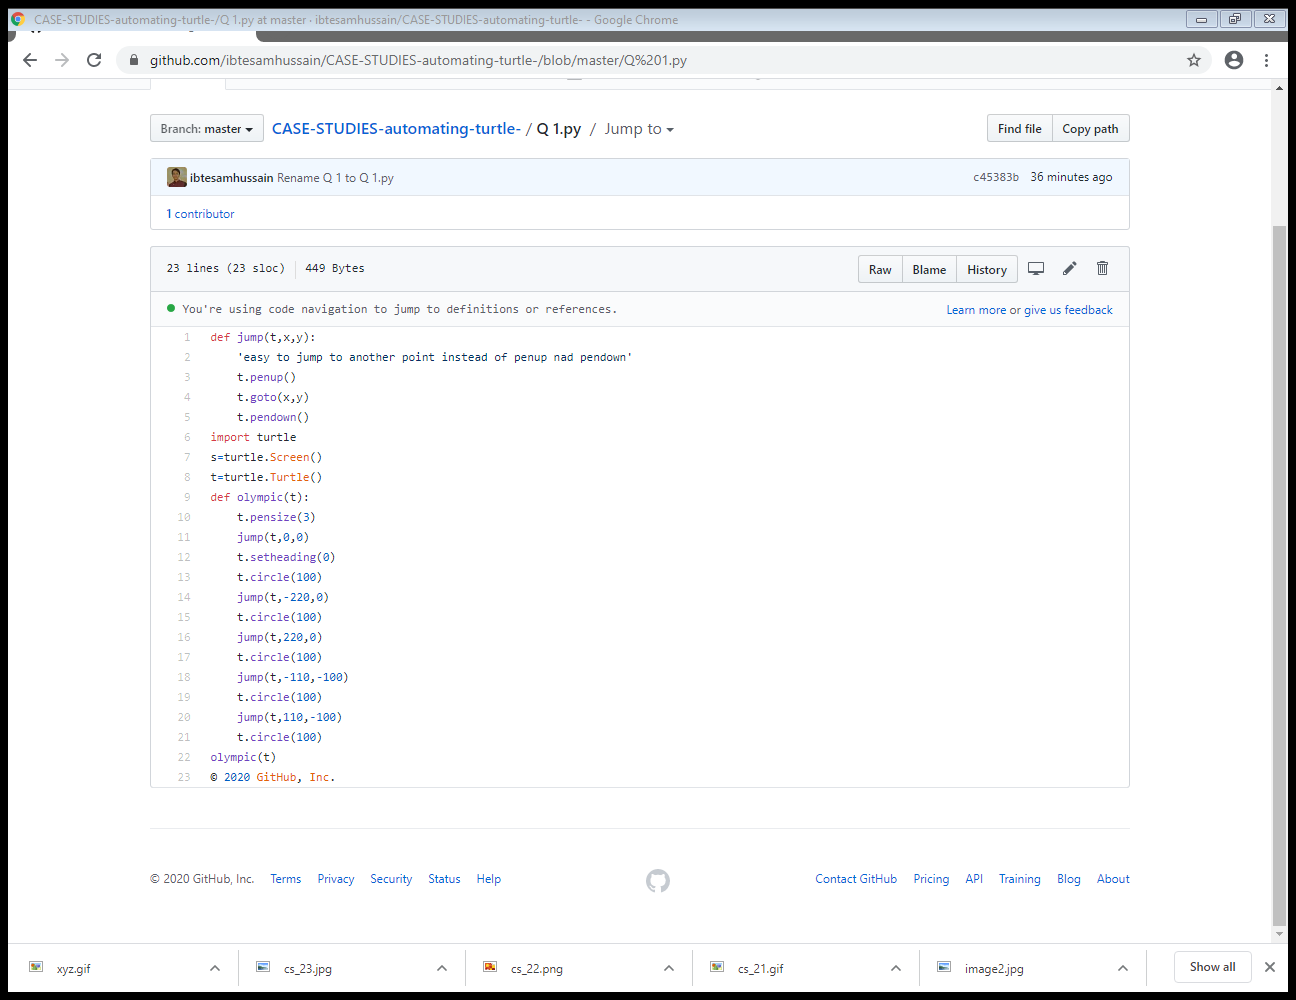 CASE-STUDIES-automating-turtle-/Q 1.py at master · ibtesamhussain/CASE-STUDIES-automating-turtle- - Google Chrome
github.com/ibtesamhussain/CASE-STUDIES-automating-turtle-/blob/master/Q%201.py
Branch: master
CASE-STUDIES-automating-turtle- / Q 1.py / Jump to
Find file
Copy path
ibtesamhussain Rename Q 1 to Q 1.py
c45383b 36 minutes ago
1 contributor
23 lines (23 sloc) 449 Bytes
Raw
Blame
History
You're using code navigation to jump to definitions or references.
Learn more or give us feedback
1 def jump(t,x,y):
2 'easy to jump to another point instead of penup nad pendown'
3 t.penup()
4 t.goto(x,y)
5 t.pendown()
6 import turtle
7 s=turtle.Screen()
8 t=turtle.Turtle()
9 def olympic(t):
10 t.pensize(3)
11 jump(t,0,0)
12 t.setheading(0)
13 t.circle(100)
14 jump(t,-220,0)
15 t.circle(100)
16 jump(t,220,0)
17 t.circle(100)
18 jump(t,-110,-100)
19 t.circle(100)
20 jump(t,110,-100)
21 t.circle(100)
22 olympic(t)
23 © 2020 GitHub, Inc.
© 2020 GitHub, Inc.
Terms
Privacy
Security
Status
Help
Contact GitHub
Pricing
API
Training
Blog
About
xyz.gif
cs_23.jpg
cs_22.png
cs_21.gif
image2.jpg
Show all